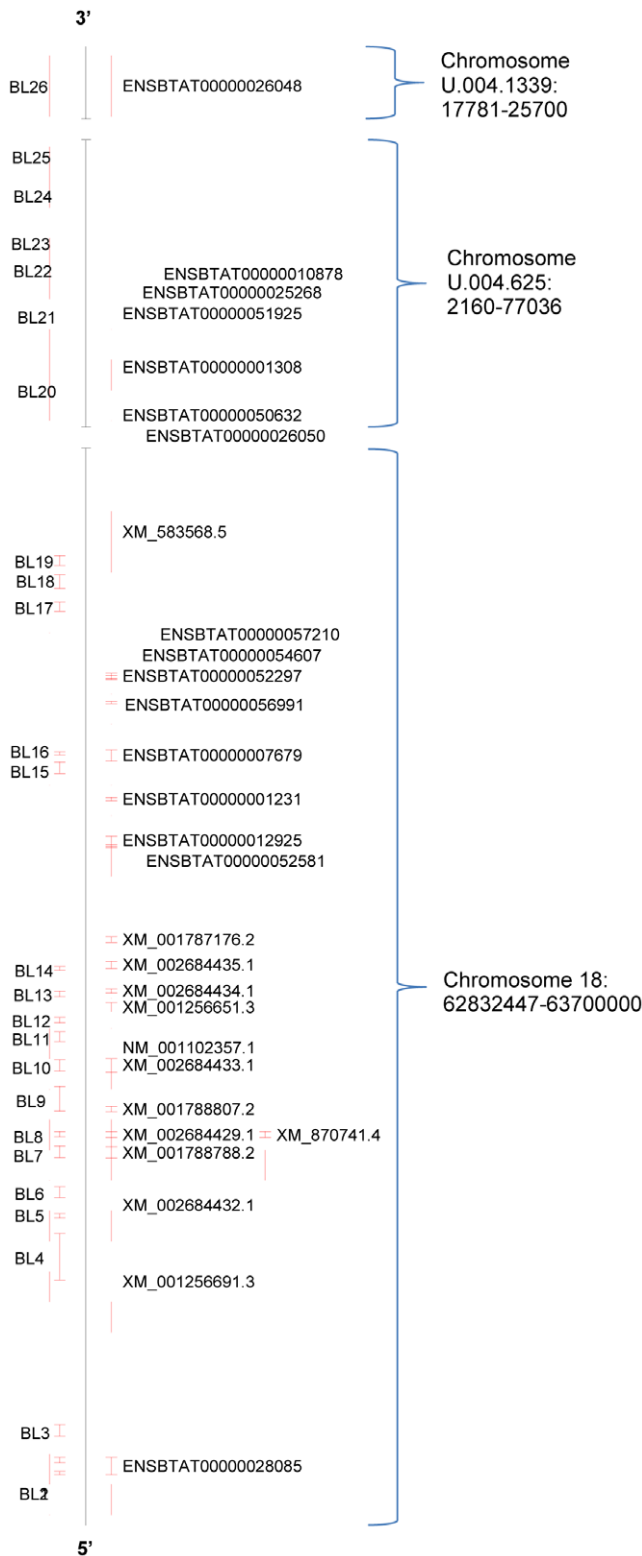 3’
BL26
ENSBTAT00000026048
Chromosome
U.004.1339:
17781-25700
BL25
BL24
BL23
BL22
BL21
BL20
ENSBTAT00000010878
ENSBTAT00000025268
ENSBTAT00000051925
ENSBTAT00000001308
ENSBTAT00000050632
ENSBTAT00000026050
Chromosome
U.004.625:
2160-77036
XM_583568.5
BL19
BL18
BL17
ENSBTAT00000057210
ENSBTAT00000054607
ENSBTAT00000052297
ENSBTAT00000056991
BL16
ENSBTAT00000007679
BL15
ENSBTAT00000001231
ENSBTAT00000012925
ENSBTAT00000052581
XM_001787176.2
BL14
XM_002684435.1
BL13
XM_002684434.1
XM_001256651.3
BL12
BL11
NM_001102357.1
BL10
XM_002684433.1
BL9
XM_001788807.2
BL8
XM_002684429.1
XM_870741.4
BL7
XM_001788788.2
BL6
XM_002684432.1
BL5
BL4
XM_001256691.3
Chromosome 18:
62832447-63700000
BL3
ENSBTAT00000028085
5’